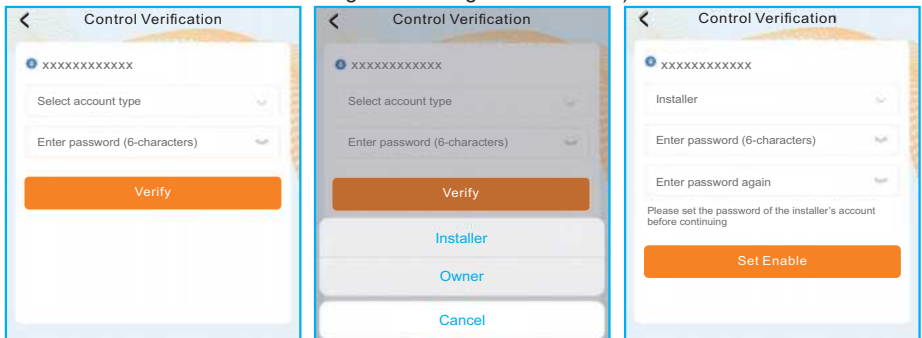 Control Verification
xxxxxxxxxxxx
Select account type
Enter password (6-characters)
Verify
Control Verification
xxxxxxxxxxxx
Select account type
Enter password (6-characters)
Verify
Installer
Owner
Cancel
Control Verification
xxxxxxxxxxxx
Installer
Enter password (6-characters)
Enter password again
Please set the password of the installer's account
before continuing
Set Enable